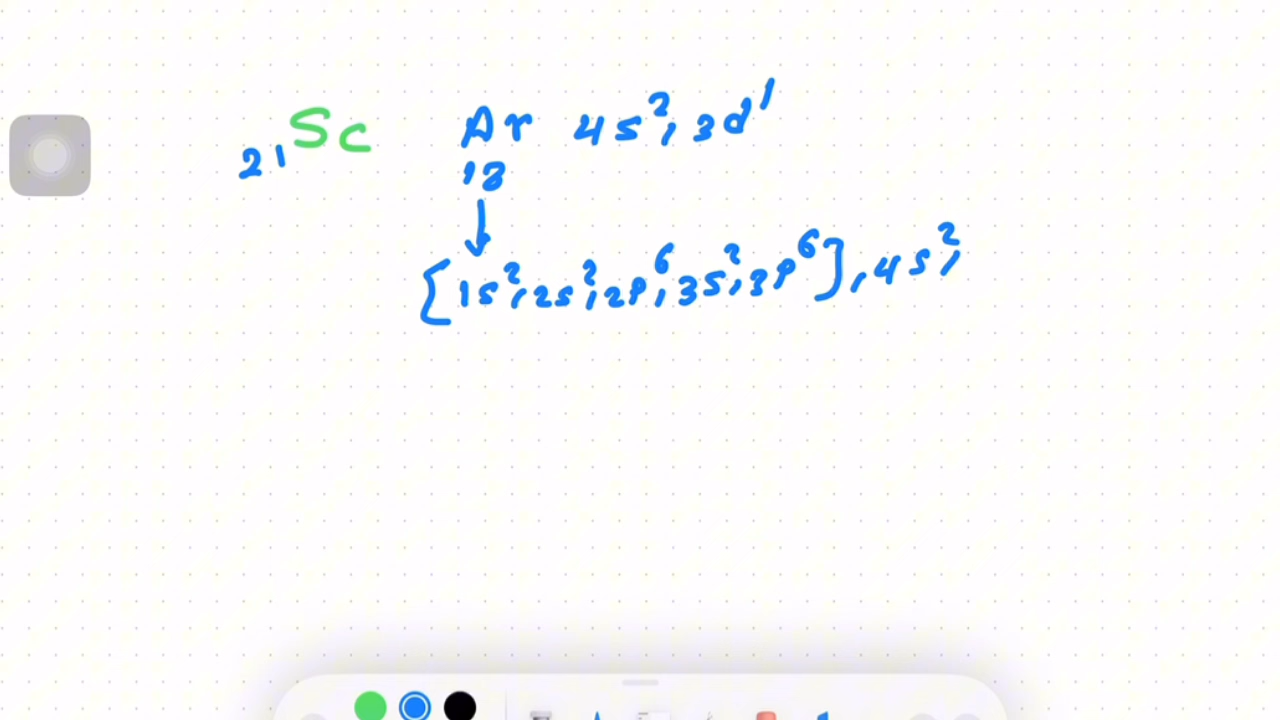 ₂₁Sc Ar 4s², 3d¹
18
[1s², 2s², 2p⁶, 3s², 3p⁶], 4s²,